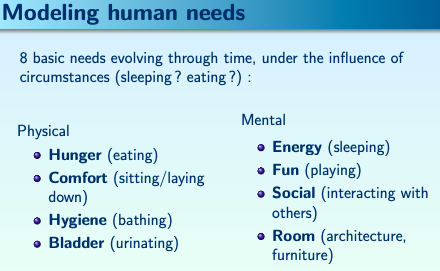 Modeling human needs
8 basic needs evolving through time, under the influence of
circumstances (sleeping ? eating ?) :
Physical
Hunger (eating)
Comfort (sitting/laying
down)
Hygiene (bathing)
Bladder (urinating)
Mental
Energy (sleeping)
Fun (playing)
Social (interacting with
others)
Room (architecture,
furniture)